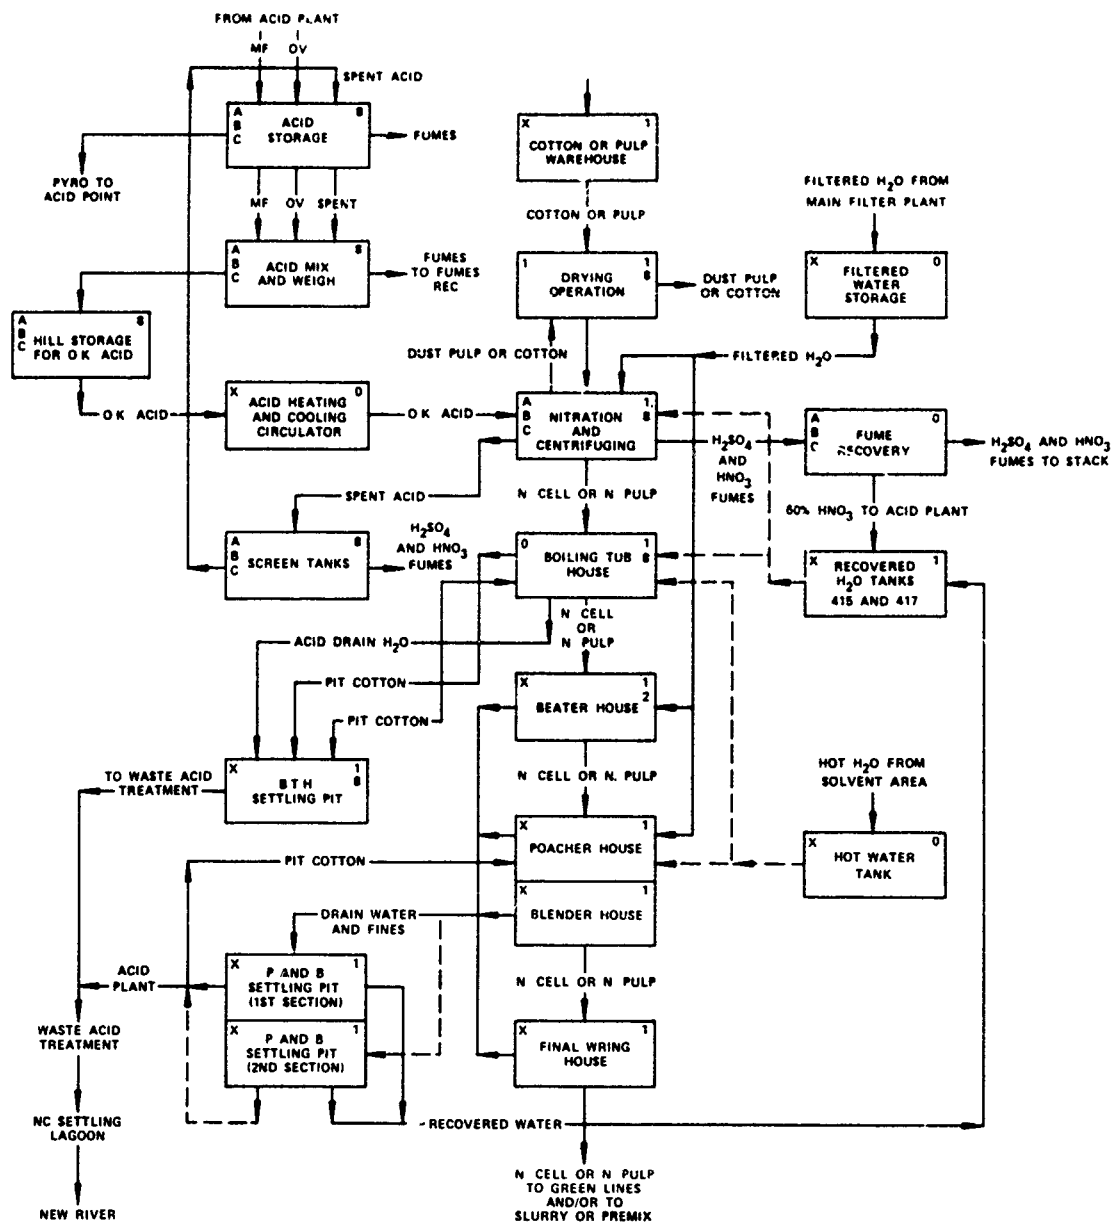 FROM ACID PLANT
MF OV
SPENT ACID
A B C 8
ACID
STORAGE
FUMES
PYRO TO
ACID POINT
MF OV SPENT
A B C 8
ACID MIX
AND WEIGH
FUMES
TO FUMES
REC
A B C 8
HILL STORAGE
FOR OK ACID
OK ACID
X 0
ACID HEATING
AND COOLING
CIRCULATOR
OK ACID
X 1
COTTON OR PULP
WAREHOUSE
COTTON OR PULP
1 1 8
DRYING
OPERATION
DUST PULP
OR COTTON
DUST PULP OR COTTON
FILTERED H2O FROM
MAIN FILTER PLANT
X 0
FILTERED
WATER
STORAGE
FILTERED H2O
A B C 1, 8
NITRATION
AND
CENTRIFUGING
H2SO4
AND
HNO3
FUMES
A B C 0
FUME
RECOVERY
H2SO4 AND HNO3
FUMES TO STACK
60% HNO3 TO ACID PLANT
SPENT ACID
N CELL OR N PULP
A B C 8
SCREEN TANKS
H2SO4
AND HNO3
FUMES
0 1 8
BOILING TUB
HOUSE
X 1
RECOVERED
H2O TANKS
415 AND 417
N CELL
OR
N PULP
ACID DRAIN H2O
PIT COTTON
PIT COTTON
X 1 2
BEATER HOUSE
TO WASTE ACID
TREATMENT
X 1 8
B T H
SETTLING PIT
N CELL OR N. PULP
HOT H2O FROM
SOLVENT AREA
X 1
POACHER HOUSE
X 0
HOT WATER
TANK
PIT COTTON
X 1
BLENDER HOUSE
DRAIN WATER
AND FINES
ACID
PLANT
X 1
P AND B
SETTLING PIT
(1ST SECTION)
N CELL OR N PULP
WASTE ACID
TREATMENT
X 1
P AND B
SETTLING PIT
(2ND SECTION)
X 1
FINAL WRING
HOUSE
NC SETTLING
LAGOON
RECOVERED WATER
N CELL OR N PULP
TO GREEN LINES
AND/OR TO
SLURRY OR PREMIX
NEW RIVER